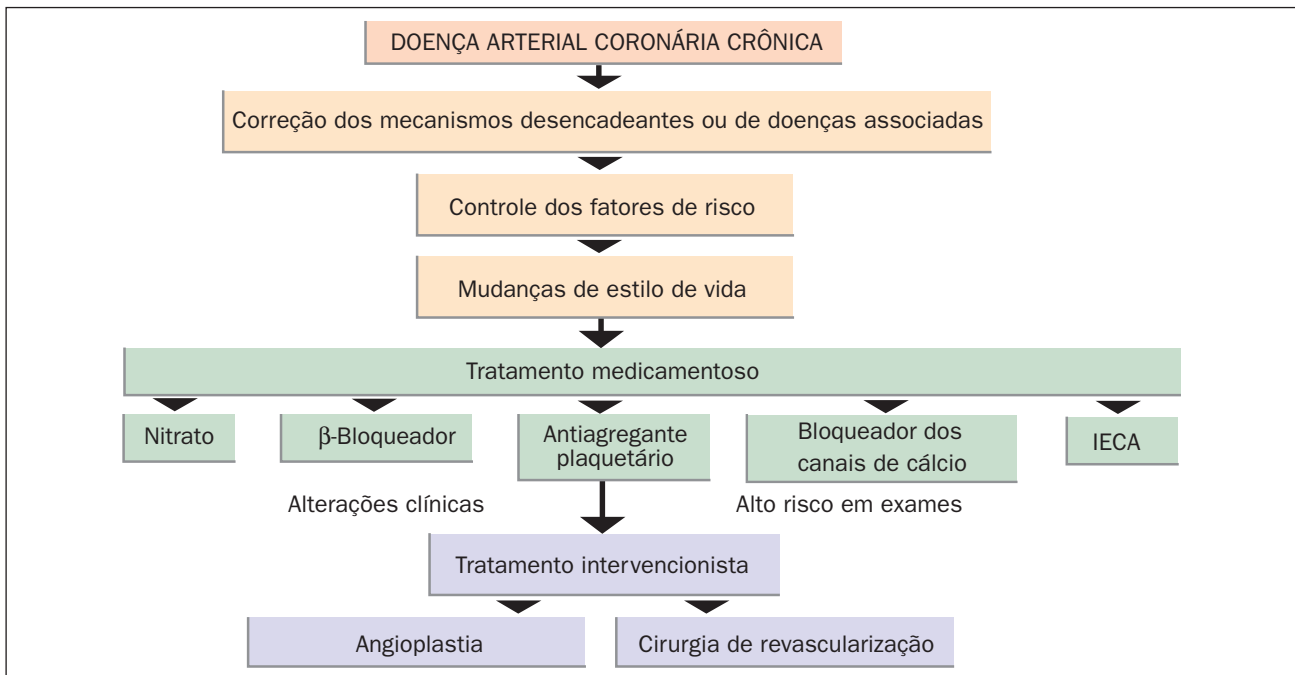 DOENÇA ARTERIAL CORONÁRIA CRÔNICA
Correção dos mecanismos desencadeantes ou de doenças associadas
Controle dos fatores de risco
Mudanças de estilo de vida
Tratamento medicamentoso
Nitrato
β-Bloqueador
Antiagregante
plaquetário
Bloqueador dos
canais de cálcio
IECA
Alterações clínicas
Alto risco em exames
Tratamento intervencionista
Angioplastia
Cirurgia de revascularização